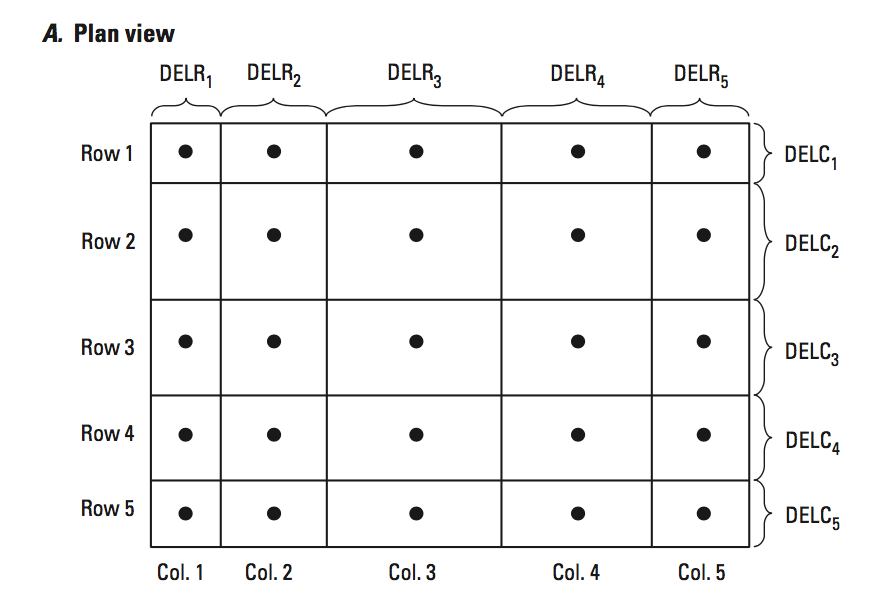 A. Plan view
DELR1 DELR2 DELR3 DELR4 DELR5
Row 1 DELC1
Row 2 DELC2
Row 3 DELC3
Row 4 DELC4
Row 5 DELC5
Col. 1 Col. 2 Col. 3 Col. 4 Col. 5